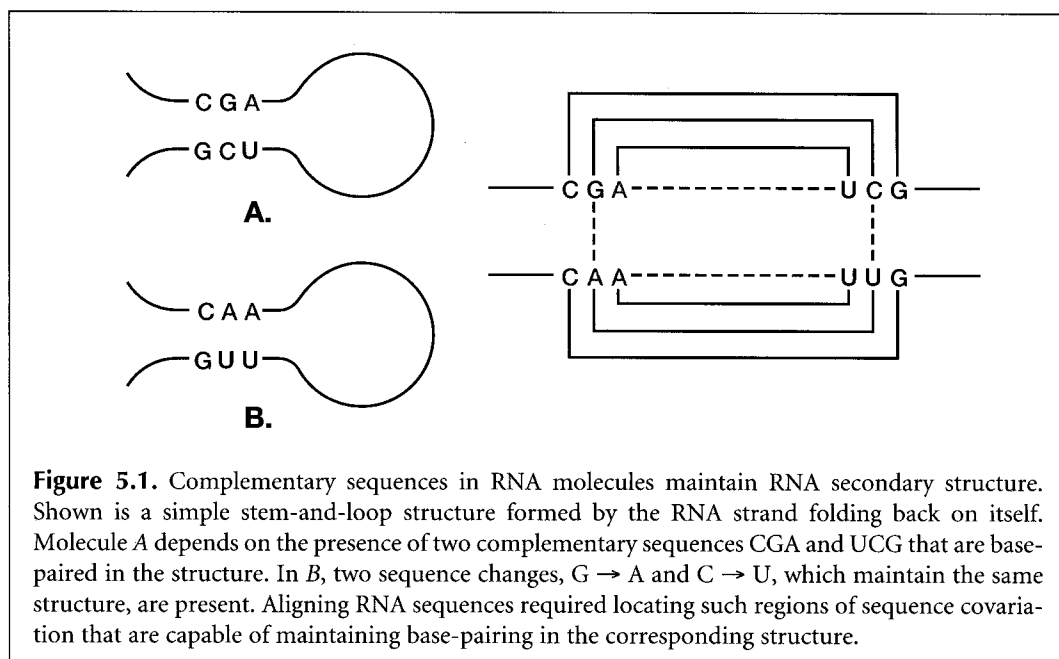 C G A
G C U
A.
C A A
G U U
B.
C G A U C G
C A A U U G
Figure 5.1. Complementary sequences in RNA molecules maintain RNA secondary structure.
Shown is a simple stem-and-loop structure formed by the RNA strand folding back on itself.
Molecule A depends on the presence of two complementary sequences CGA and UCG that are base-
paired in the structure. In B, two sequence changes, G → A and C → U, which maintain the same
structure, are present. Aligning RNA sequences required locating such regions of sequence covaria-
tion that are capable of maintaining base-pairing in the corresponding structure.